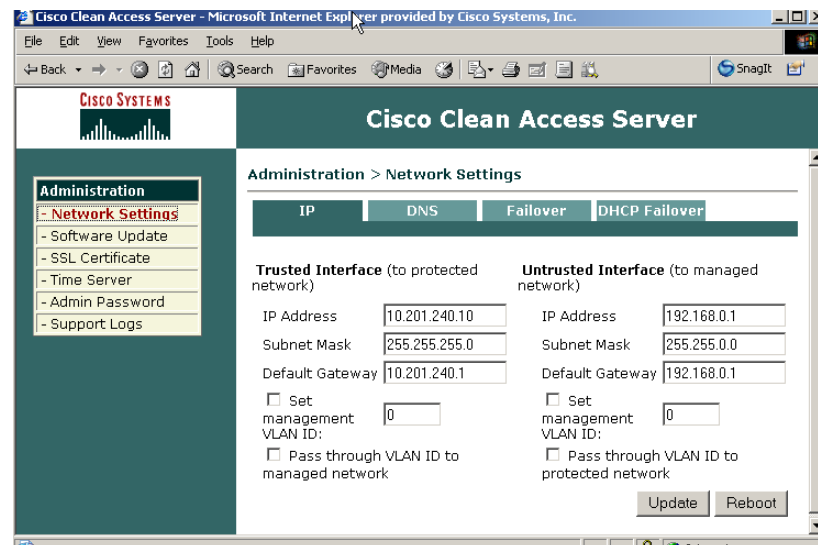 Cisco Clean Access Server - Microsoft Internet Explorer provided by Cisco Systems, Inc.
File Edit View Favorites Tools Help
Back Search Favorites Media SnagIt
CISCO SYSTEMS
Cisco Clean Access Server
Administration
- Network Settings
- Software Update
- SSL Certificate
- Time Server
- Admin Password
- Support Logs
Administration > Network Settings
IP DNS Failover DHCP Failover
Trusted Interface (to protected
network)
IP Address 10.201.240.10
Subnet Mask 255.255.255.0
Default Gateway 10.201.240.1
Set
management
VLAN ID: 0
Pass through VLAN ID to
managed network
Untrusted Interface (to managed
network)
IP Address 192.168.0.1
Subnet Mask 255.255.0.0
Default Gateway 192.168.0.1
Set
management
VLAN ID: 0
Pass through VLAN ID to
protected network
Update Reboot